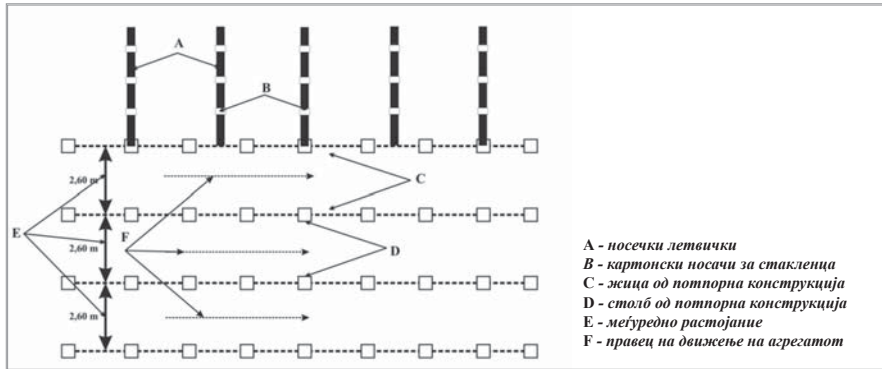 A
B
2,60 m
C
E
F
2,60 m
D
2,60 m
A - носечки летвички
B - картонски носачи за стакленца
C - жица од потпорна конструкција
D - столб од потпорна конструкција
E - меѓуредно растојание
F - правец на движење на агрегатот